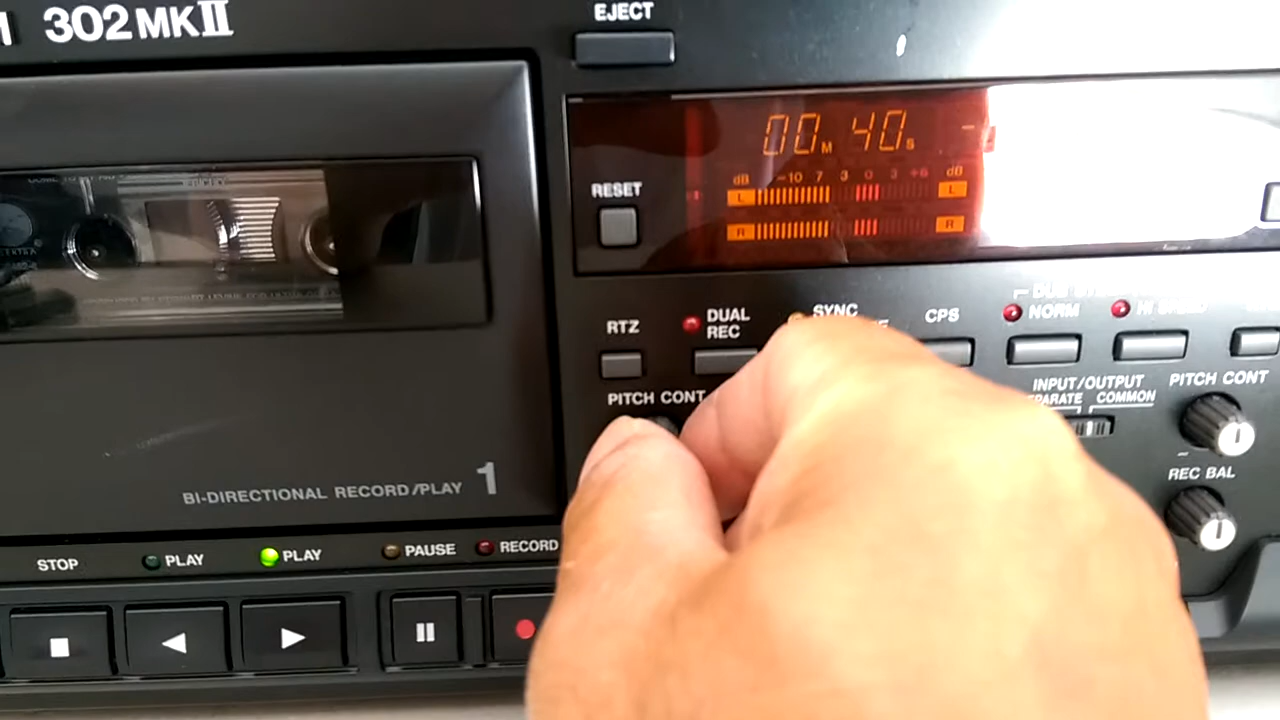 302MKII
EJECT
00M 40S
dB -10 7 3 0 3 +6 dB
L L
R R
RESET
RTZ
DUAL
REC
SYNC
CPS
NORM
PITCH CONT
INPUT/OUTPUT
COMMON
PITCH CONT
REC BAL
BI-DIRECTIONAL RECORD/PLAY 1
STOP
PLAY
PLAY
PAUSE
RECORD